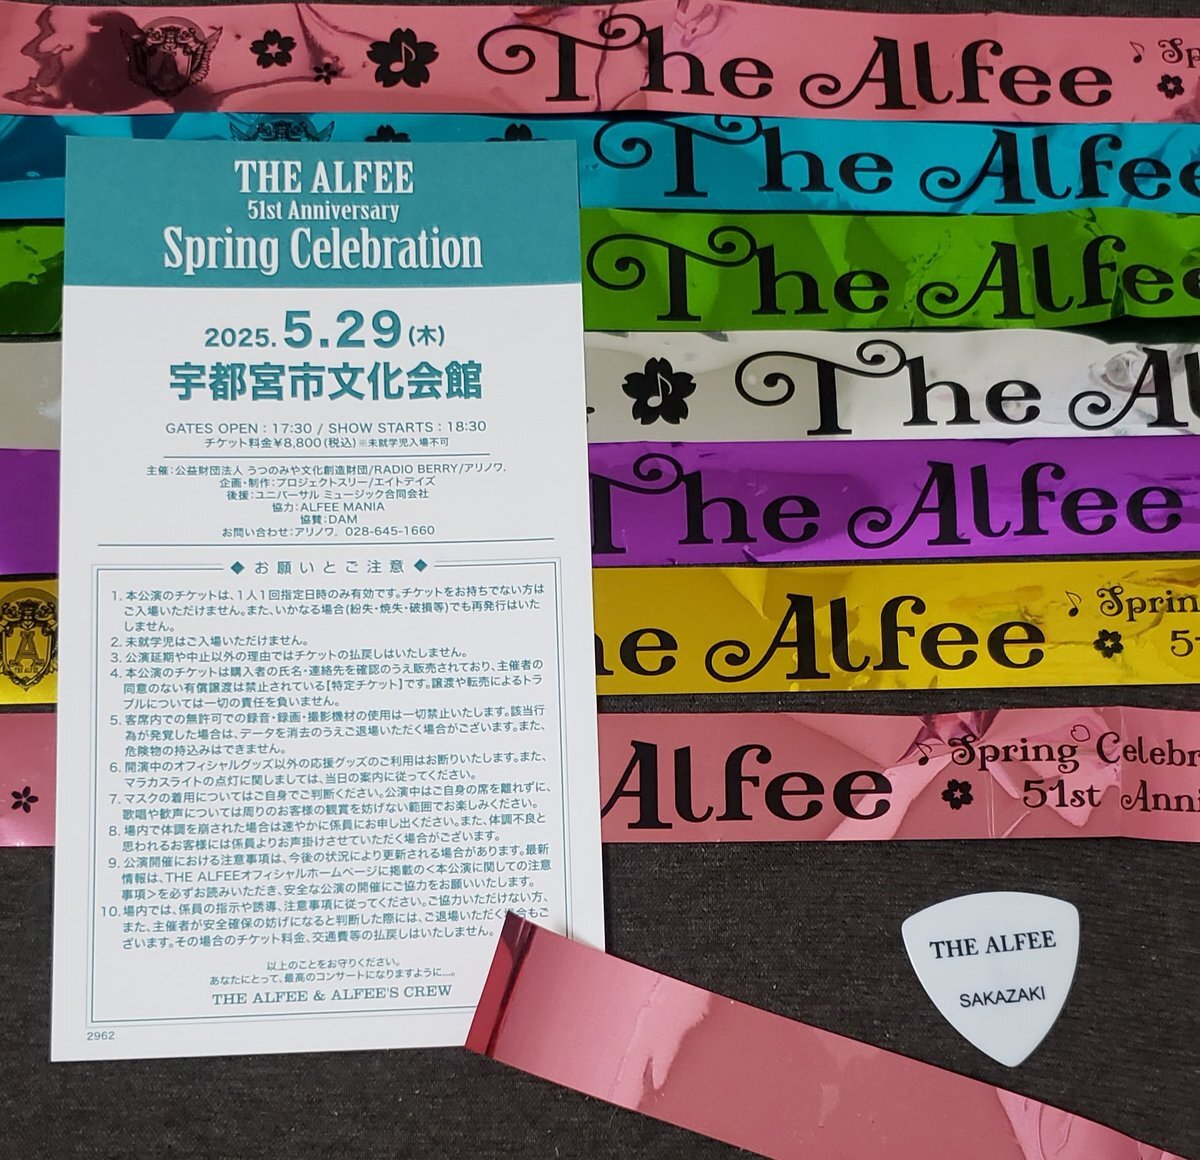 The Alfee
♪ Sp
The Alfee
The Alfee
The Al
The Alfee
he Alfee
♪ Sprin
5
Alfee
♪ Spring Celebr
51st Anni
THE ALFEE
51st Anniversary
Spring Celebration
2025. 5.29(木)
宇都宮市文化会館
GATES OPEN : 17:30 / SHOW STARTS : 18:30
チケット料金¥8,800(税込)※未就学児入場不可
主催:公益財団法人 うつのみや文化創造財団/RADIO BERRY/アリノワ.
企画・制作:プロジェクトスリー/エイトデイズ
後援:ユニバーサル ミュージック合同会社
協力:ALFEE MANIA
協賛:DAM
お問い合わせ:アリノワ. 028-645-1660
◆ お願いとご注意 ◆
1. 本公演のチケットは、1人1回指定日時のみ有効です。チケットをお持ちでない方は
ご入場いただけません。また、いかなる場合(紛失・焼失・破損等)でも再発行はいた
しません。
2. 未就学児はご入場いただけません。
3. 公演延期や中止以外の理由ではチケットの払戻しはいたしません。
4. 本公演のチケットは購入者の氏名・連絡先を確認のうえ販売されており、主催者の
同意のない有償譲渡は禁止されている【特定チケット】です。譲渡や転売によるトラ
ブルについては一切の責任を負いません。
5. 客席内での無許可での録音・録画・撮影機材の使用は一切禁止いたします。該当行
為が発覚した場合は、データを消去のうえご退場いただく場合がございます。また、
危険物の持込みはできません。
6. 開演中のオフィシャルグッズ以外の応援グッズのご利用はお断りいたします。また、
マラカスライトの点灯に関しましては、当日の案内に従ってください。
7. マスクの着用についてはご自身でご判断ください。公演中はご自身の席を離れずに、
歌唱や歓声については周りのお客様の観賞を妨げない範囲でお楽しみください。
8. 場内で体調を崩された場合は速やかに係員にお申し出ください。また、体調不良と
思われるお客様には係員よりお声掛けさせていただく場合がございます。
9. 公演開催における注意事項は、今後の状況により更新される場合があります。最新
情報は、THE ALFEEオフィシャルホームページに掲載の<本公演に関しての注意
事項>を必ずお読みいただき、安全な公演の開催にご協力をお願いいたします。
10. 場内では、係員の指示や誘導、注意事項に従ってください。ご協力いただけない方、
また、主催者が安全確保の妨げになると判断した際には、ご退場いただく場合もご
ざいます。その場合のチケット料金、交通費等の払戻しはいたしません。
以上のことをお守りください。
あなたにとって、最高のコンサートになりますように…。
THE ALFEE & ALFEE'S CREW
2962
THE ALFEE
SAKAZAKI